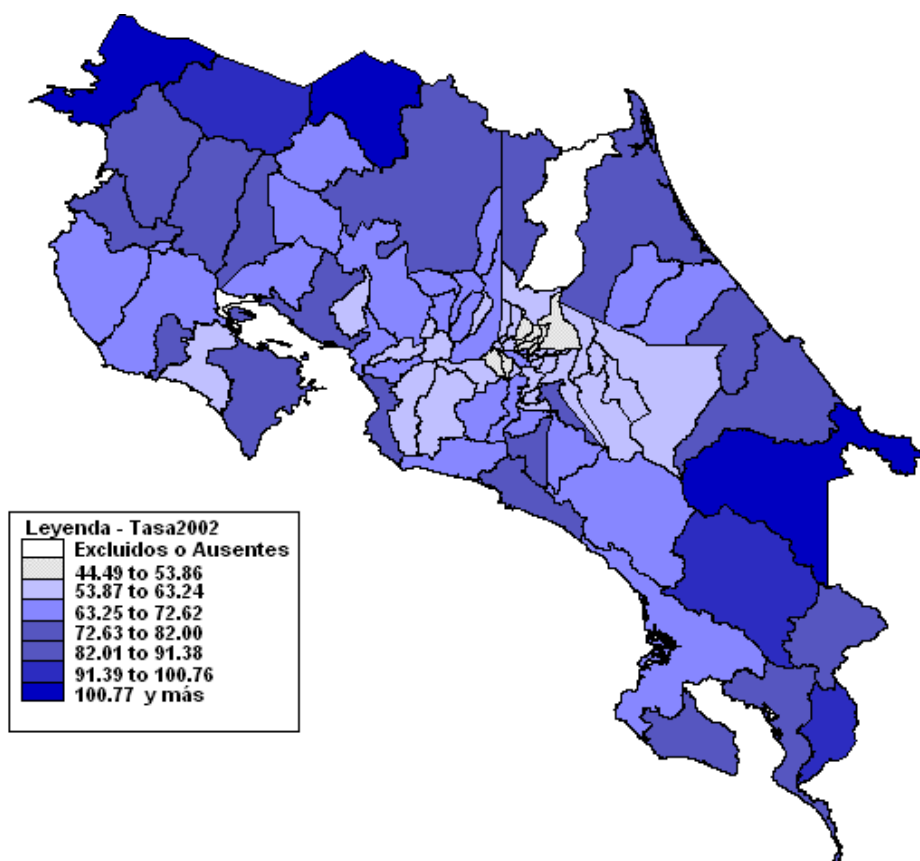 Leyenda - Tasa2002
Excluidos o Ausentes
44.49 to 53.86
53.87 to 63.24
63.25 to 72.62
72.63 to 82.00
82.01 to 91.38
91.39 to 100.76
100.77 y más